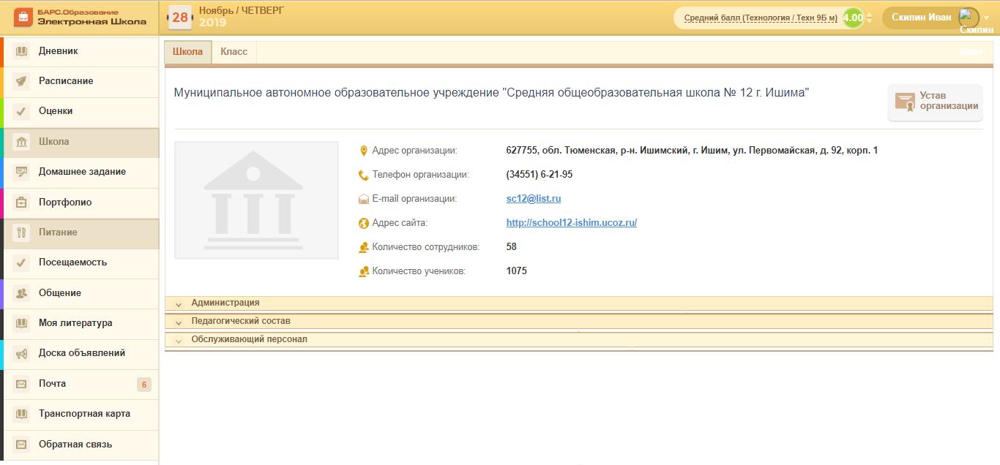 БАРС.Образование
Электронная Школа
28
Ноябрь / ЧЕТВЕРГ
2019
Средний балл (Технология / Техн 9Б м)
4.00
Скипин Иван
Скипин
Иван
Дневник
Расписание
Оценки
Школа
Домашнее задание
Портфолио
Питание
Посещаемость
Общение
Моя литература
Доска объявлений
Почта 6
Транспортная карта
Обратная связь
Школа
Класс
Муниципальное автономное образовательное учреждение "Средняя общеобразовательная школа № 12 г. Ишима"
Устав
организации
Адрес организации: 627755, обл. Тюменская, р-н. Ишимский, г. Ишим, ул. Первомайская, д. 92, корп. 1
Телефон организации: (34551) 6-21-95
E-mail организации: sc12@list.ru
Адрес сайта: http://school12-ishim.ucoz.ru/
Количество сотрудников: 58
Количество учеников: 1075
Администрация
Педагогический состав
Обслуживающий персонал